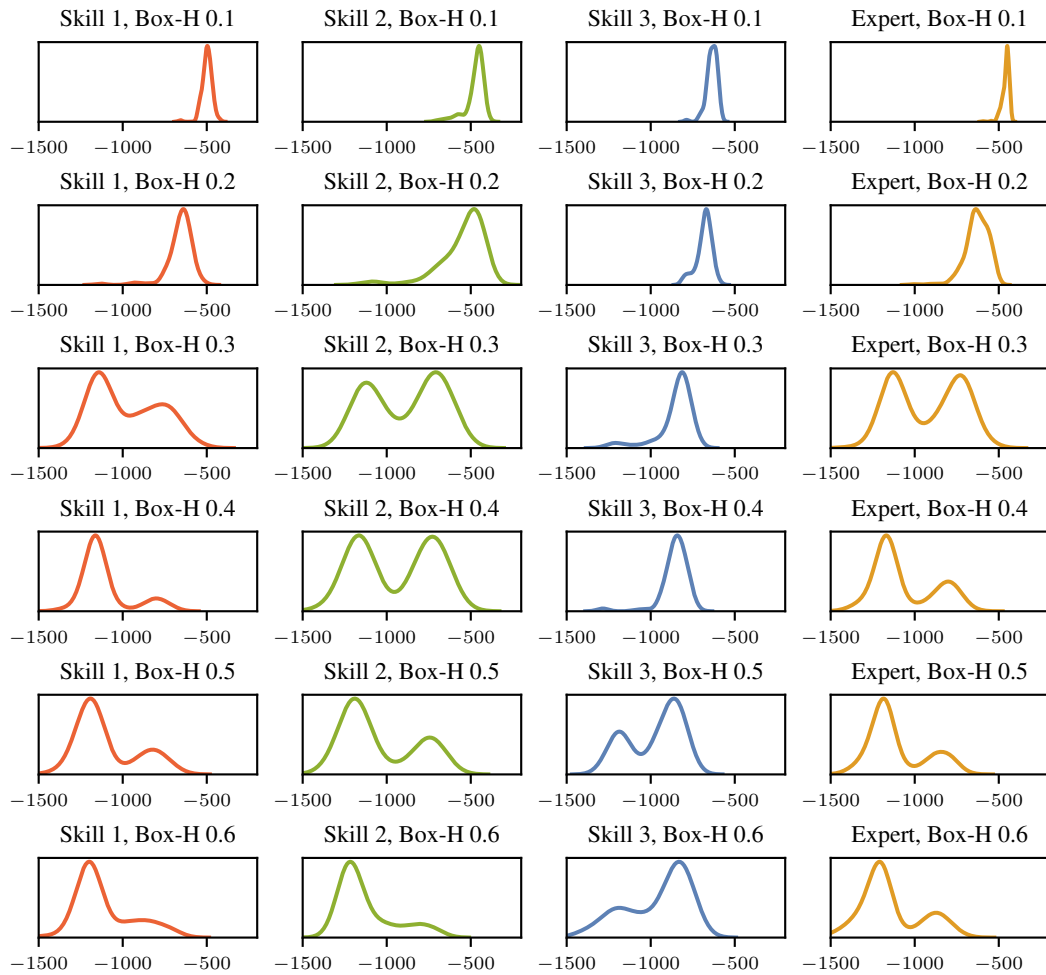 Skill 1, Box-H 0.1 Skill 2, Box-H 0.1 Skill 3, Box-H 0.1 Expert, Box-H 0.1
−1500 −1000 −500 −1500 −1000 −500 −1500 −1000 −500 −1500 −1000 −500
Skill 1, Box-H 0.2 Skill 2, Box-H 0.2 Skill 3, Box-H 0.2 Expert, Box-H 0.2
−1500 −1000 −500 −1500 −1000 −500 −1500 −1000 −500 −1500 −1000 −500
Skill 1, Box-H 0.3 Skill 2, Box-H 0.3 Skill 3, Box-H 0.3 Expert, Box-H 0.3
−1500 −1000 −500 −1500 −1000 −500 −1500 −1000 −500 −1500 −1000 −500
Skill 1, Box-H 0.4 Skill 2, Box-H 0.4 Skill 3, Box-H 0.4 Expert, Box-H 0.4
−1500 −1000 −500 −1500 −1000 −500 −1500 −1000 −500 −1500 −1000 −500
Skill 1, Box-H 0.5 Skill 2, Box-H 0.5 Skill 3, Box-H 0.5 Expert, Box-H 0.5
−1500 −1000 −500 −1500 −1000 −500 −1500 −1000 −500 −1500 −1000 −500
Skill 1, Box-H 0.6 Skill 2, Box-H 0.6 Skill 3, Box-H 0.6 Expert, Box-H 0.6
−1500 −1000 −500 −1500 −1000 −500 −1500 −1000 −500 −1500 −1000 −500